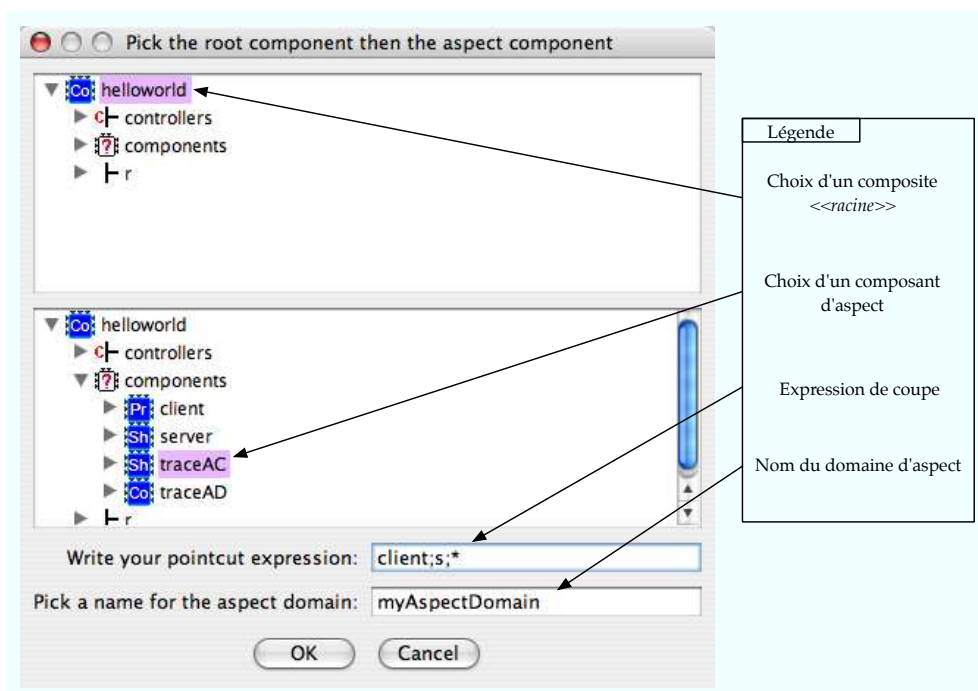 Pick the root component then the aspect component
Co helloworld
C controllers
? components
r
Co helloworld
C controllers
? components
Pr client
Sh server
Sh traceAC
Co traceAD
r
Write your pointcut expression: client;s;*
Pick a name for the aspect domain: myAspectDomain
OK Cancel
Légende
Choix d'un composite
<<racine>>
Choix d'un composant
d'aspect
Expression de coupe
Nom du domaine d'aspect